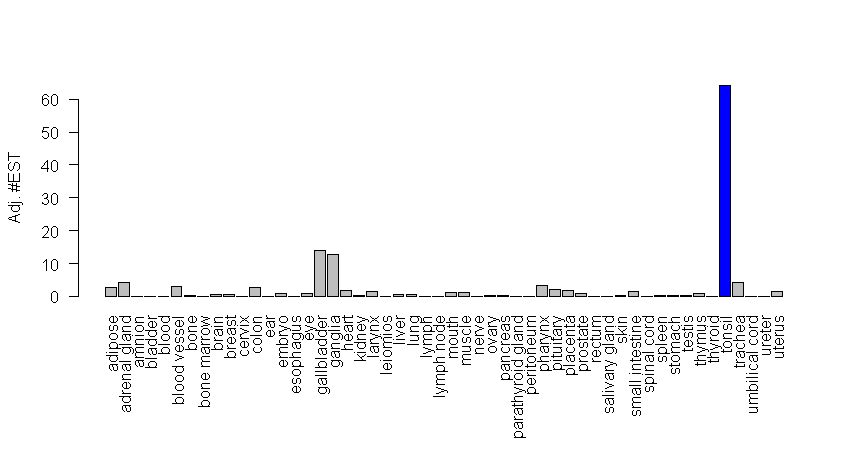 Adj. #EST
60
50
40
30
20
10
0
adipose
adrenal gland
amnion
bladder
blood
blood vessel
bone
bone marrow
brain
breast
cervix
colon
ear
embryo
esophagus
eye
gallbladder
ganglia
heart
kidney
larynx
leiomios
liver
lung
lymph
lymph node
mouth
muscle
nerve
ovary
pancreas
parathyroid gland
peritoneum
pharynx
pituitary
placenta
prostate
rectum
salivary gland
skin
small intestine
spinal cord
spleen
stomach
testis
thymus
thyroid
tonsil
trachea
umbilical cord
ureter
uterus